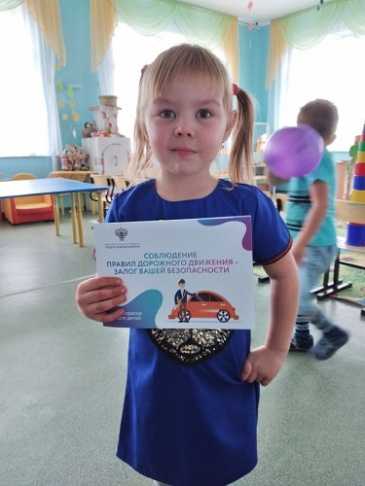 СОБЛЮДЕНИЕ
ПРАВИЛ ДОРОЖНОГО ДВИЖЕНИЯ –
ЗАЛОГ ВАШЕЙ БЕЗОПАСНОСТИ